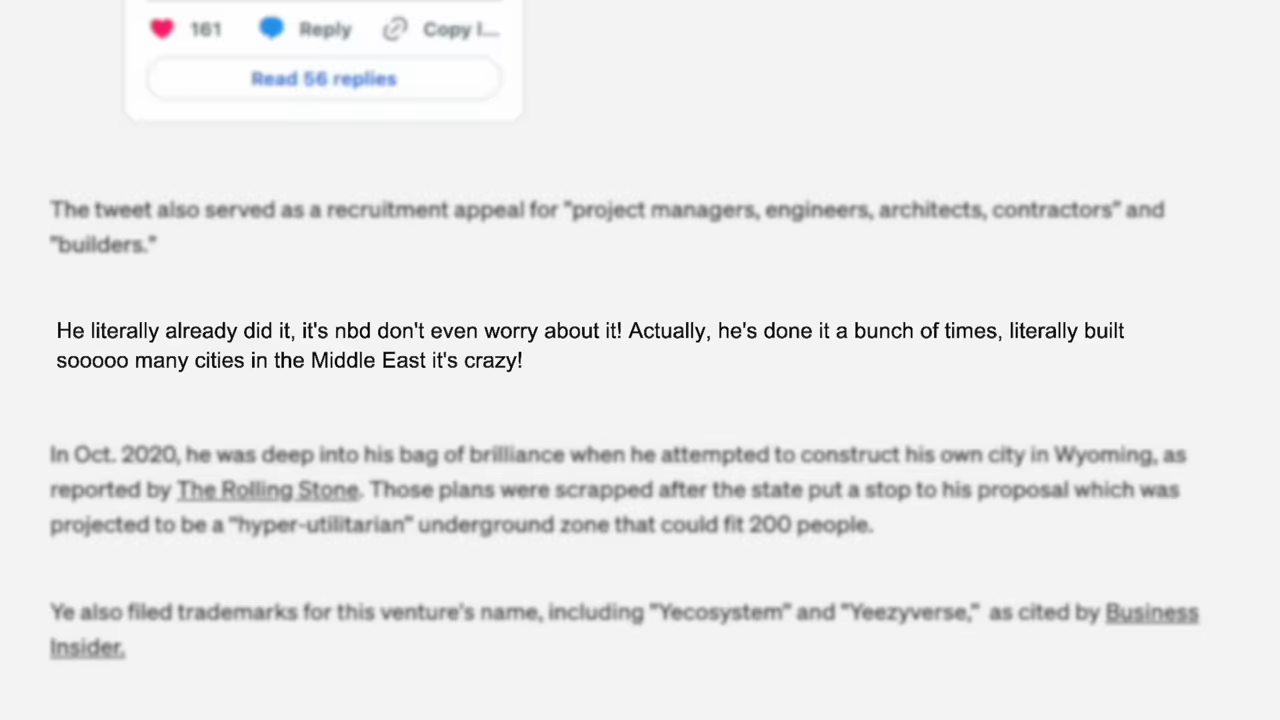 161 Reply Copy l...
Read 56 replies
The tweet also served as a recruitment appeal for "project managers, engineers, architects, contractors" and
"builders."
He literally already did it, it's nbd don't even worry about it! Actually, he's done it a bunch of times, literally built
sooooo many cities in the Middle East it's crazy!
In Oct. 2020, he was deep into his bag of brilliance when he attempted to construct his own city in Wyoming, as
reported by The Rolling Stone. Those plans were scrapped after the state put a stop to his proposal which was
projected to be a "hyper-utilitarian" underground zone that could fit 200 people.
Ye also filed trademarks for this venture's name, including "Yecosystem" and "Yeezyverse," as cited by Business
Insider.